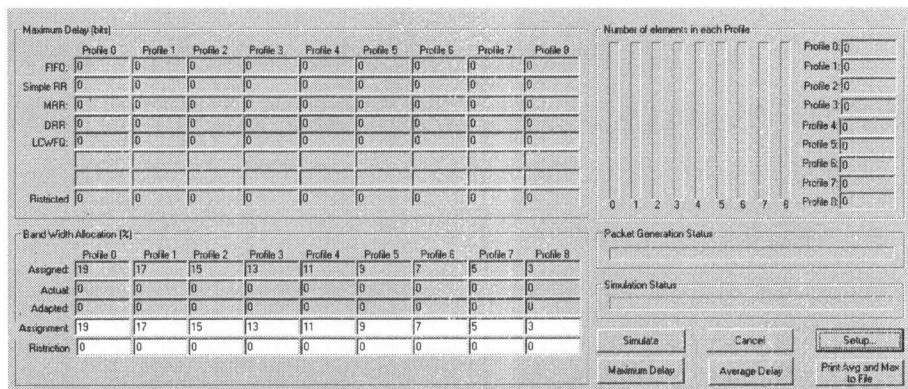 Maximum Delay [bits]
Profile 0 Profile 1 Profile 2 Profile 3 Profile 4 Profile 5 Profile 6 Profile 7 Profile 8
FIFO: 0 0 0 0 0 0 0 0 0
Simple RR 0 0 0 0 0 0 0 0 0
MRR: 0 0 0 0 0 0 0 0 0
DRR: 0 0 0 0 0 0 0 0 0
LCWFQ: 0 0 0 0 0 0 0 0 0
Ristricted 0 0 0 0 0 0 0 0 0
Number of elements in each Profile
Profile 0: 0
Profile 1: 0
Profile 2: 0
Profile 3: 0
Profile 4: 0
Profile 5: 0
Profile 6: 0
Profile 7: 0
Profile 8: 0
0 1 2 3 4 5 6 7 8
Band Width Allocation [%]
Profile 0 Profile 1 Profile 2 Profile 3 Profile 4 Profile 5 Profile 6 Profile 7 Profile 8
Assigned: 19 17 15 13 11 9 7 5 3
Actual: 0 0 0 0 0 0 0 0 0
Adapted: 0 0 0 0 0 0 0 0 0
Assignment: 19 17 15 13 11 9 7 5 3
Ristriction 0 0 0 0 0 0 0 0 0
Packet Generation Status
Simulation Status
Simulate Cancel Setup...
Maximum Delay Average Delay Print Avg and Max
to File